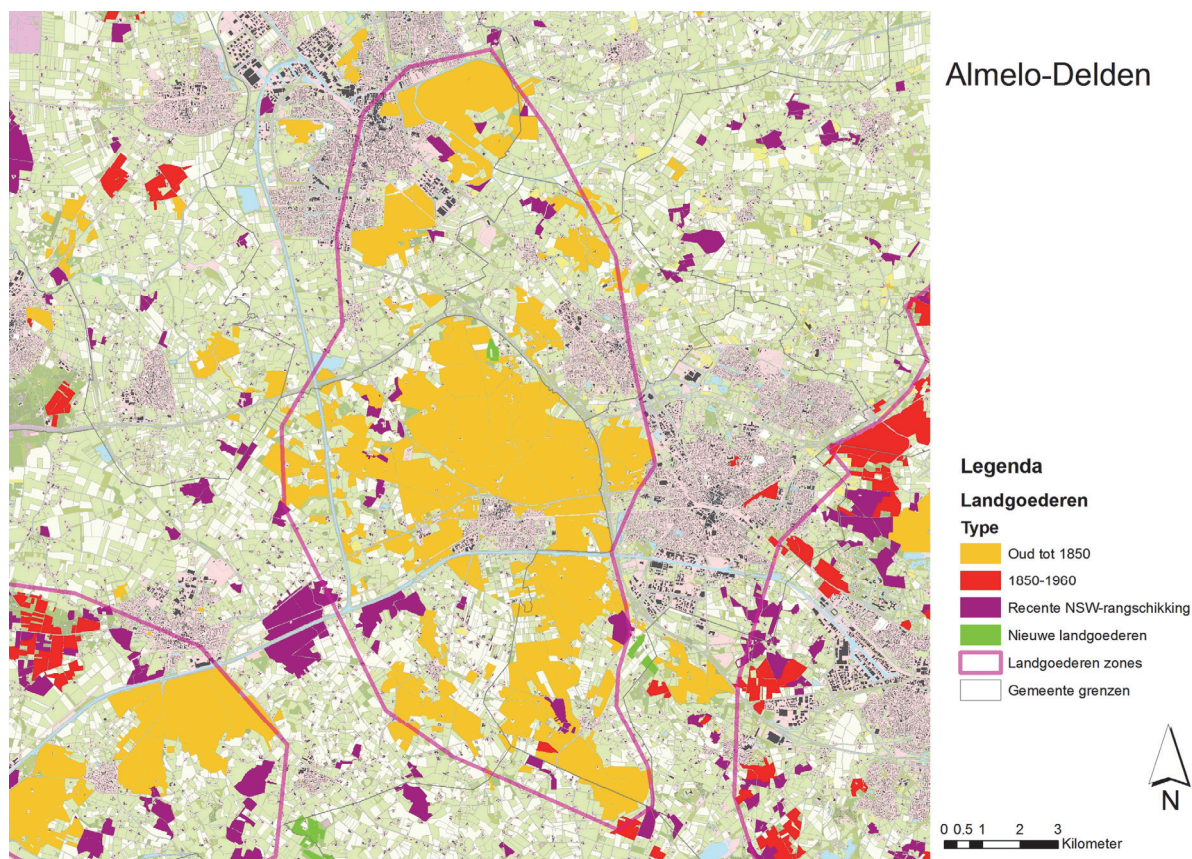 Almelo-Delden
Legenda
Landgoederen
Type
Oud tot 1850
1850-1960
Recente NSW-rangschikking
Nieuwe landgoederen
Landgoederen zones
Gemeente grenzen
N
0 0.5 1 2 3
Kilometer